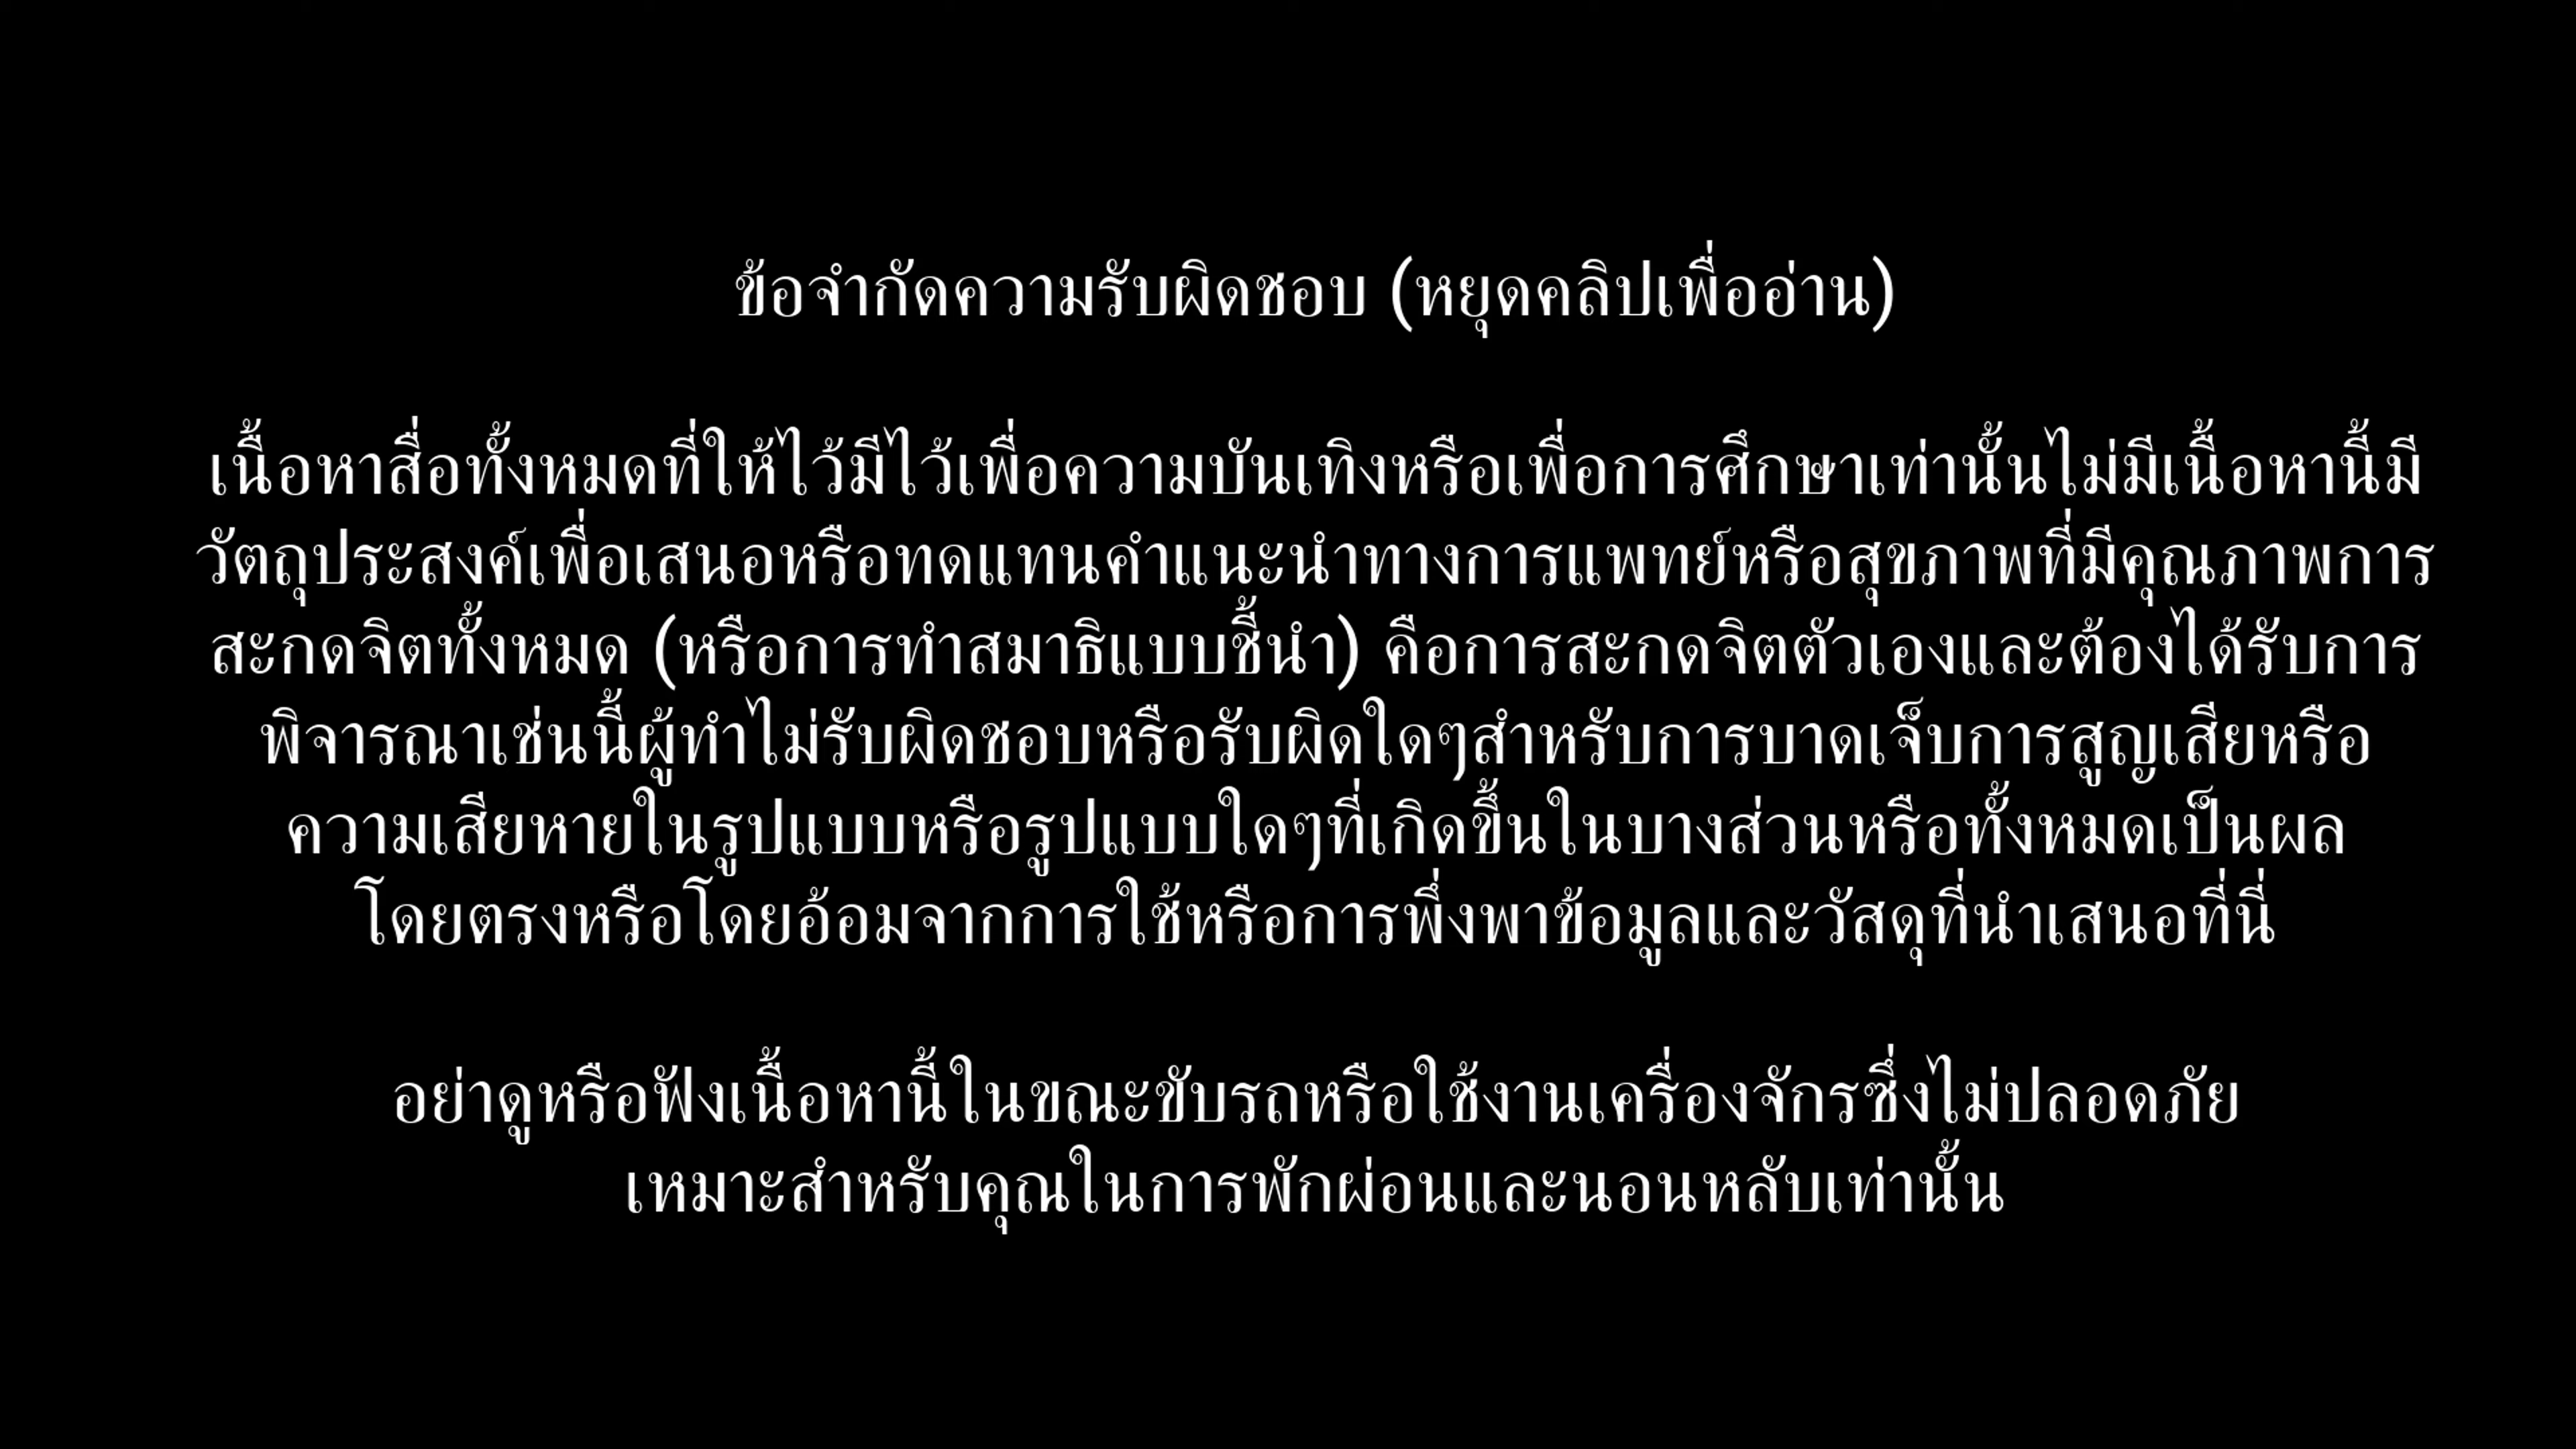 ข้อจำกัดความรับผิดชอบ (หยุดคลิปเพื่ออ่าน)
เนื้อหาสื่อทั้งหมดที่ให้ไว้มีไว้เพื่อความบันเทิงหรือเพื่อการศึกษาเท่านั้นไม่มีเนื้อหานี้มี
วัตถุประสงค์เพื่อเสนอหรือทดแทนคำแนะนำทางการแพทย์หรือสุขภาพที่มีคุณภาพการ
สะกดจิตทั้งหมด (หรือการทำสมาธิแบบชี้นำ) คือการสะกดจิตตัวเองและต้องได้รับการ
พิจารณาเช่นนี้ผู้ทำไม่รับผิดชอบหรือรับผิดใดๆสำหรับการบาดเจ็บการสูญเสียหรือ
ความเสียหายในรูปแบบหรือรูปแบบใดๆที่เกิดขึ้นในบางส่วนหรือทั้งหมดเป็นผล
โดยตรงหรือโดยอ้อมจากการใช้หรือการพึ่งพาข้อมูลและวัสดุที่นำเสนอที่นี่
อย่าดูหรือฟังเนื้อหานี้ในขณะขับรถหรือใช้งานเครื่องจักรซึ่งไม่ปลอดภัย
เหมาะสำหรับคุณในการพักผ่อนและนอนหลับเท่านั้น